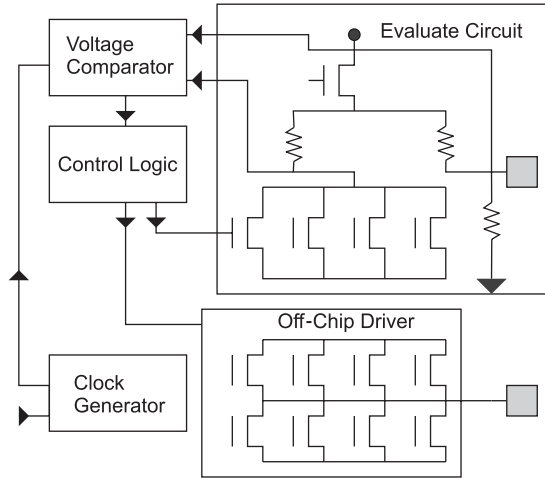 Evaluate Circuit
Voltage
Comparator
Control Logic
Off-Chip Driver
Clock
Generator